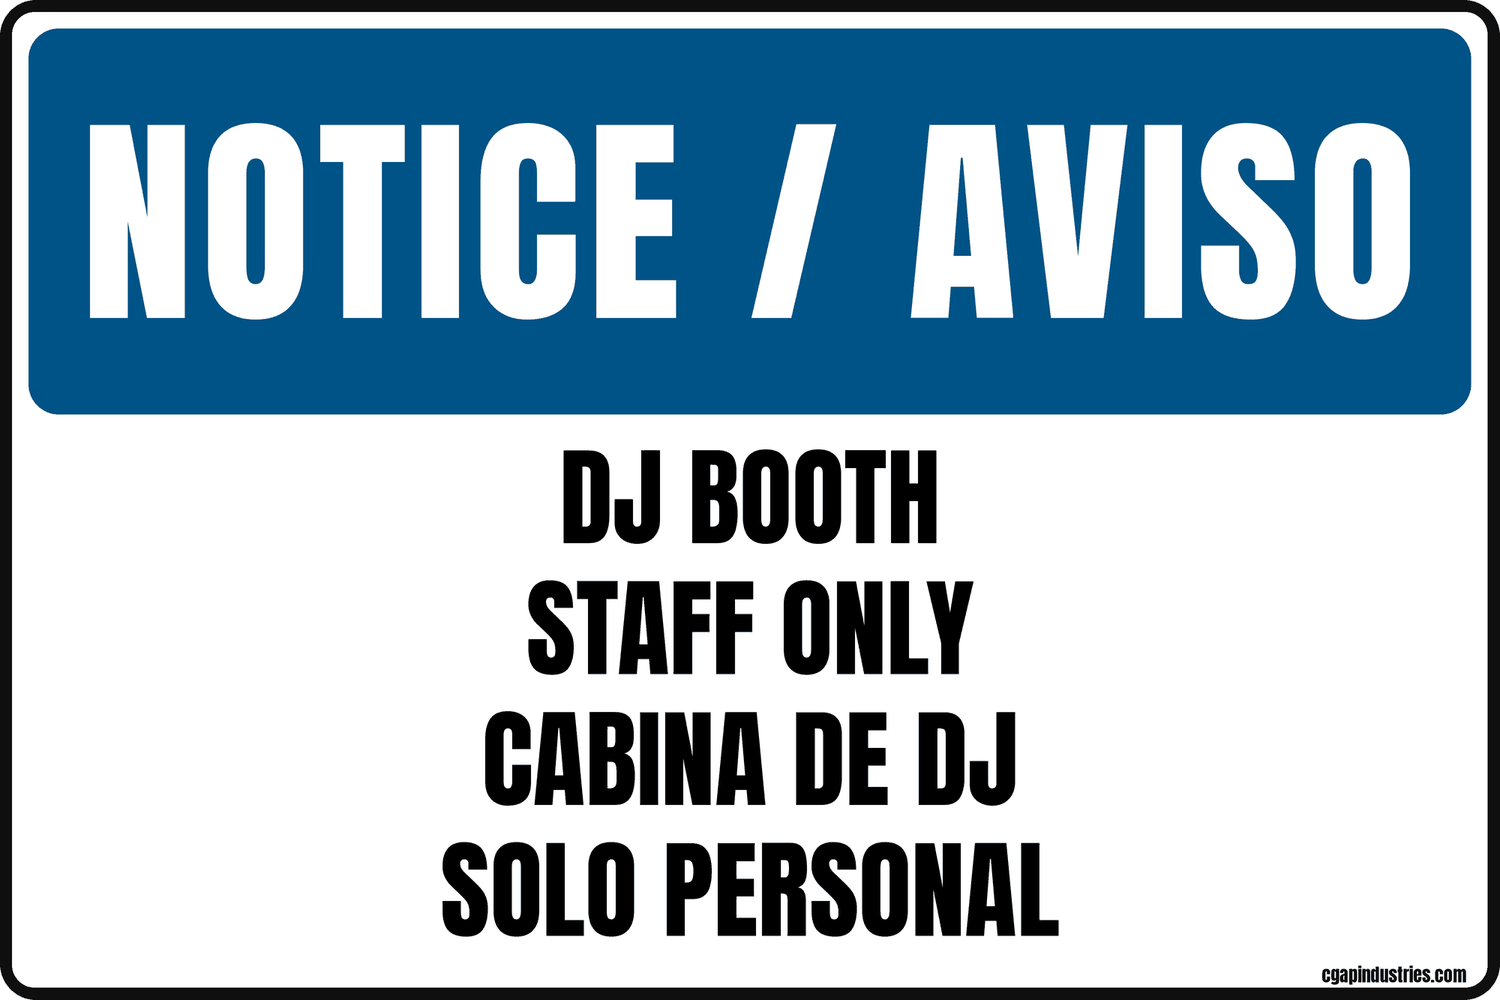 NOTICE / AVISO
DJ BOOTH
STAFF ONLY
CABINA DE DJ
SOLO PERSONAL
cgapindustries.com